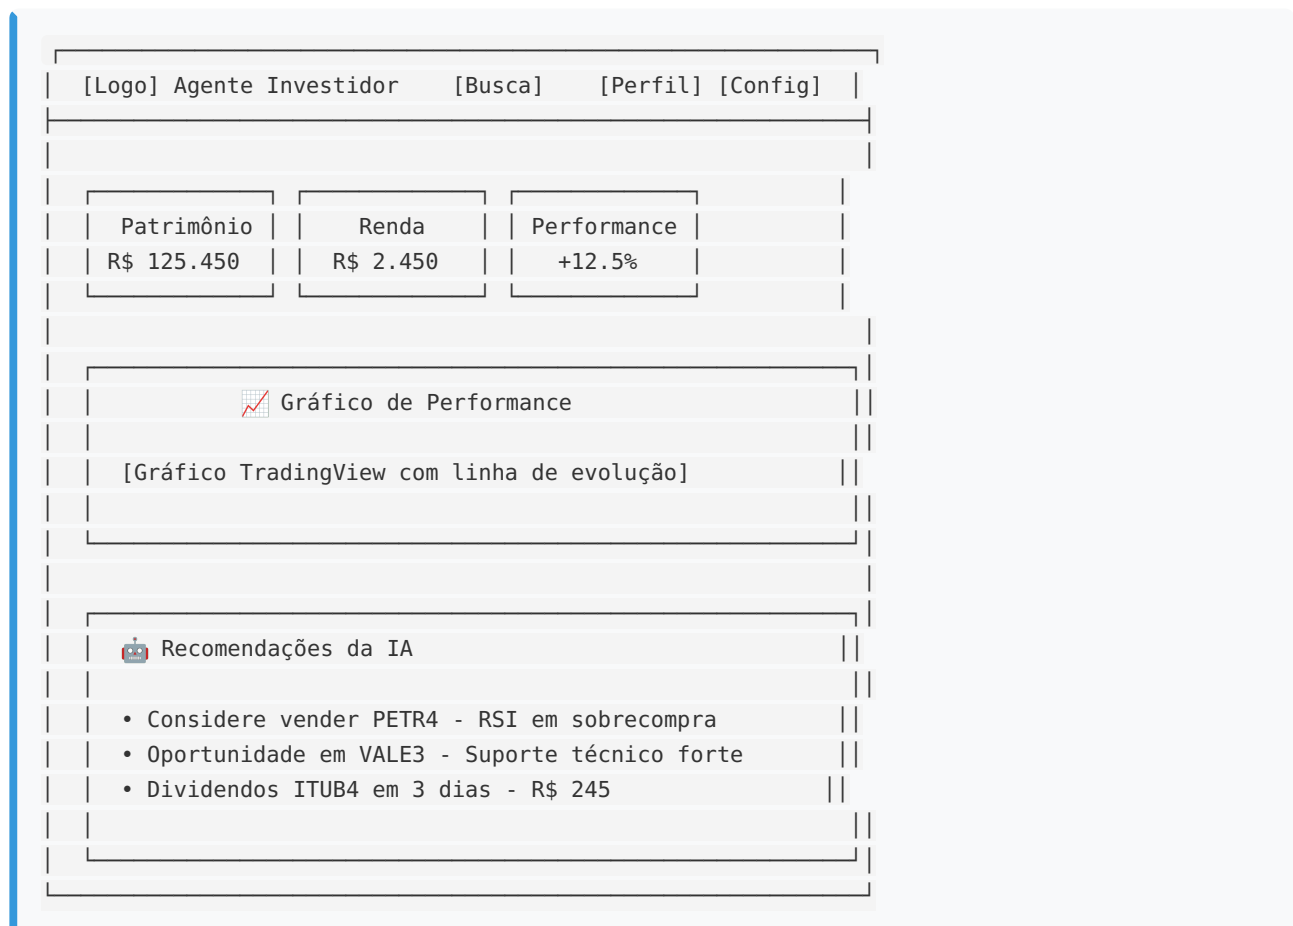 [Logo] Agente Investidor [Busca] [Perfil] [Config]
Patrimônio Renda Performance
R$ 125.450 R$ 2.450 +12.5%
📈 Gráfico de Performance
[Gráfico TradingView com linha de evolução]
🤖 Recomendações da IA
• Considere vender PETR4 - RSI em sobrecompra
• Oportunidade em VALE3 - Suporte técnico forte
• Dividendos ITUB4 em 3 dias - R$ 245